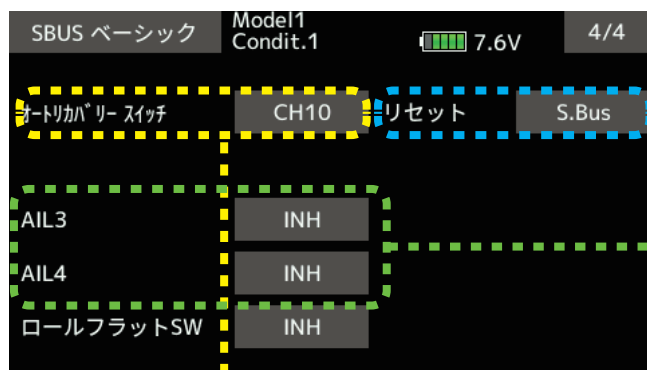 SBUS ベーシック Model1 Condit.1 7.6V 4/4
ｵｰﾄﾘｶﾊﾞﾘｰ ｽｲｯﾁ CH10 リセット S.Bus
AIL3 INH
AIL4 INH
ロールフラットSW INH